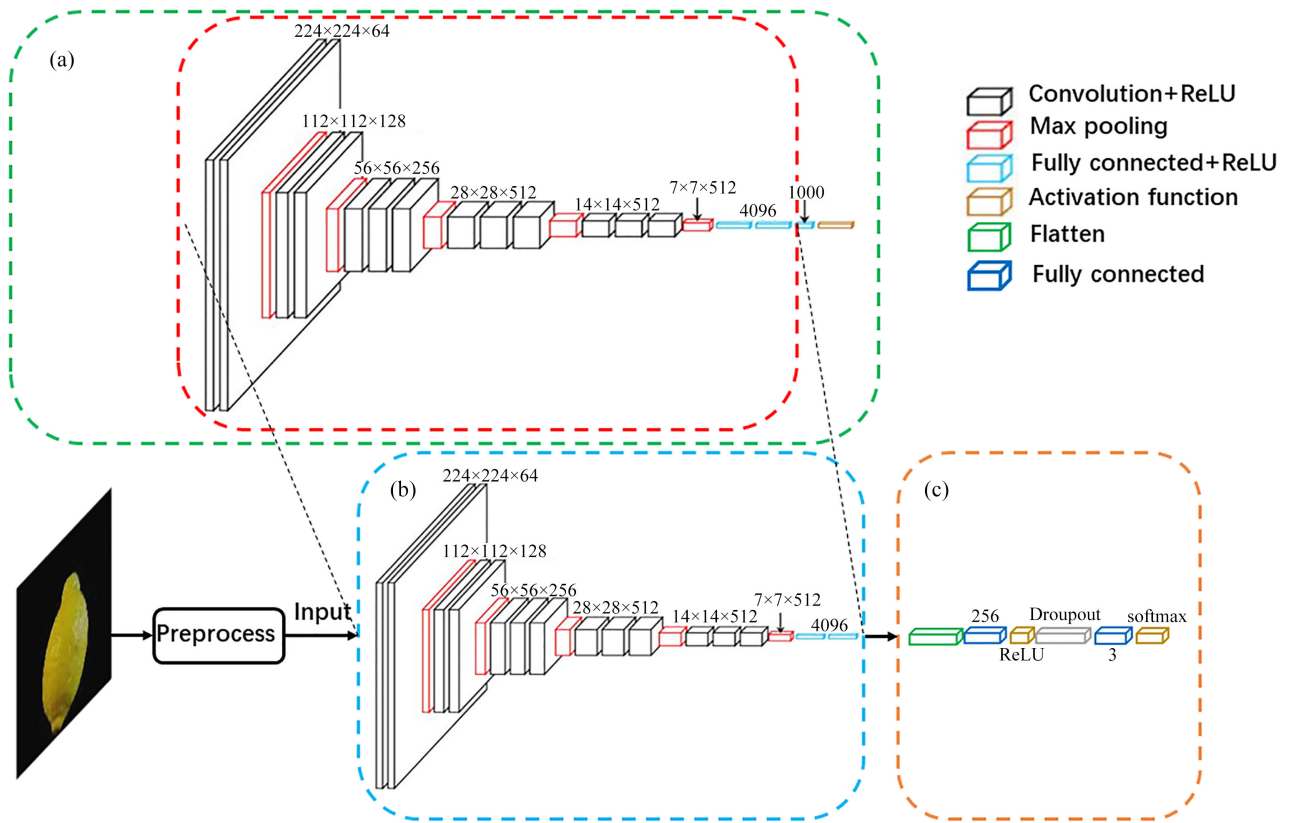 (a)
224×224×64
112×112×128
56×56×256
28×28×512
14×14×512
7×7×512
4096
1000
Convolution+ReLU
Max pooling
Fully connected+ReLU
Activation function
Flatten
Fully connected
Preprocess
Input
(b)
224×224×64
112×112×128
56×56×256
28×28×512
14×14×512
7×7×512
4096
(c)
256
ReLU
Droupout
3
softmax